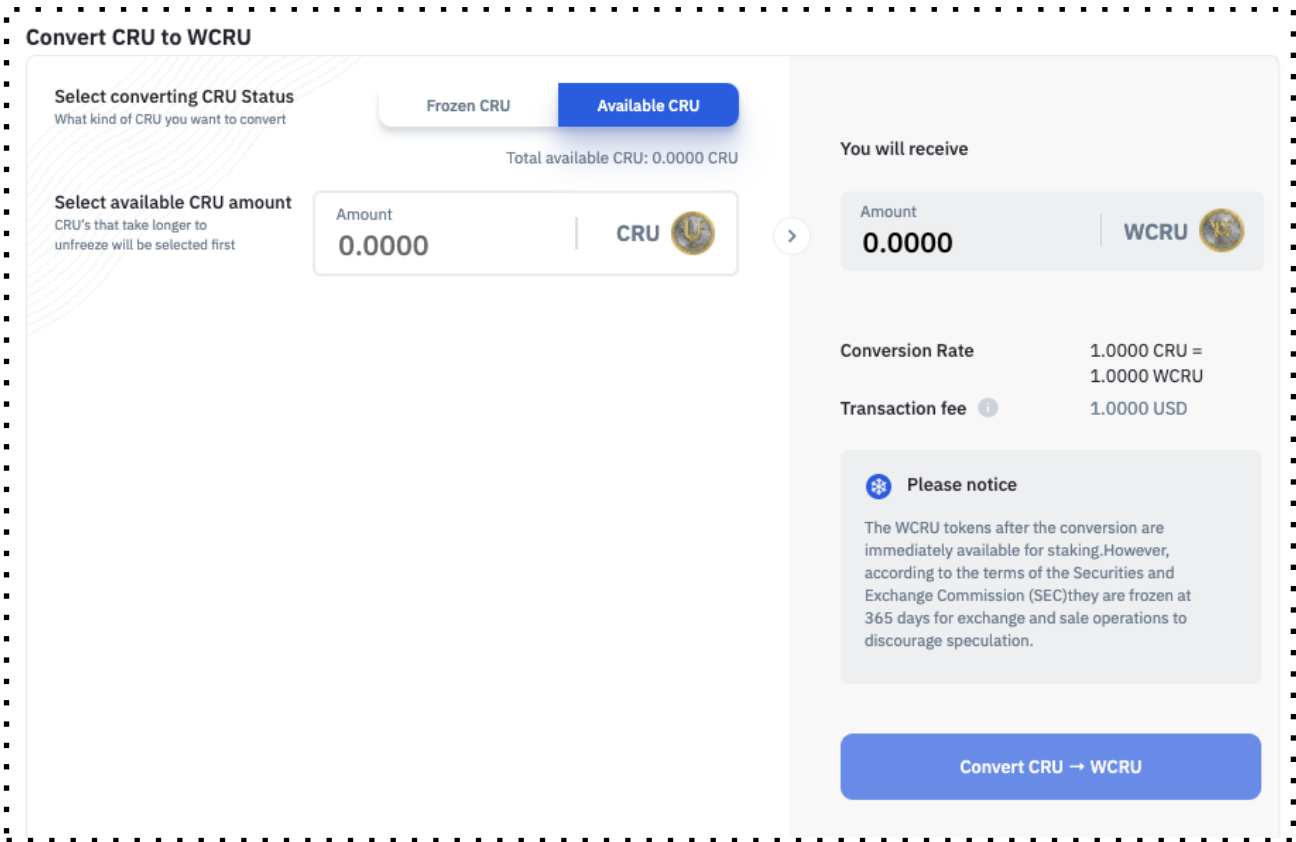 Convert CRU to WCRU
Select converting CRU Status
What kind of CRU you want to convert
Frozen CRU
Available CRU
Total available CRU: 0.0000 CRU
Select available CRU amount
CRU's that take longer to
unfreeze will be selected first
Amount
0.0000
CRU
You will receive
Amount
0.0000
WCRU
Conversion Rate
1.0000 CRU =
1.0000 WCRU
Transaction fee
1.0000 USD
Please notice
The WCRU tokens after the conversion are
immediately available for staking.However,
according to the terms of the Securities and
Exchange Commission (SEC)they are frozen at
365 days for exchange and sale operations to
discourage speculation.
Convert CRU → WCRU